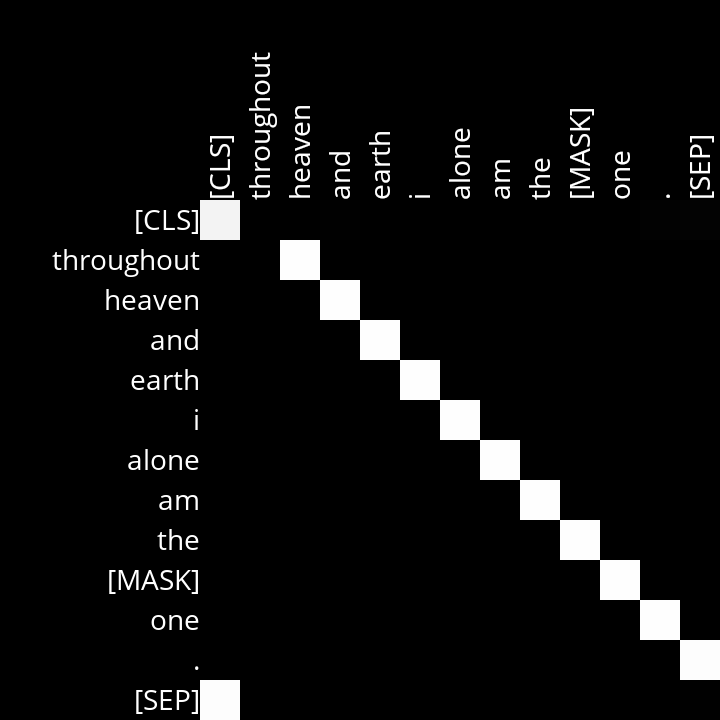 [CLS] throughout heaven and earth i alone am the [MASK] one . [SEP]
[CLS]
throughout
heaven
and
earth
i
alone
am
the
[MASK]
one
.
[SEP]